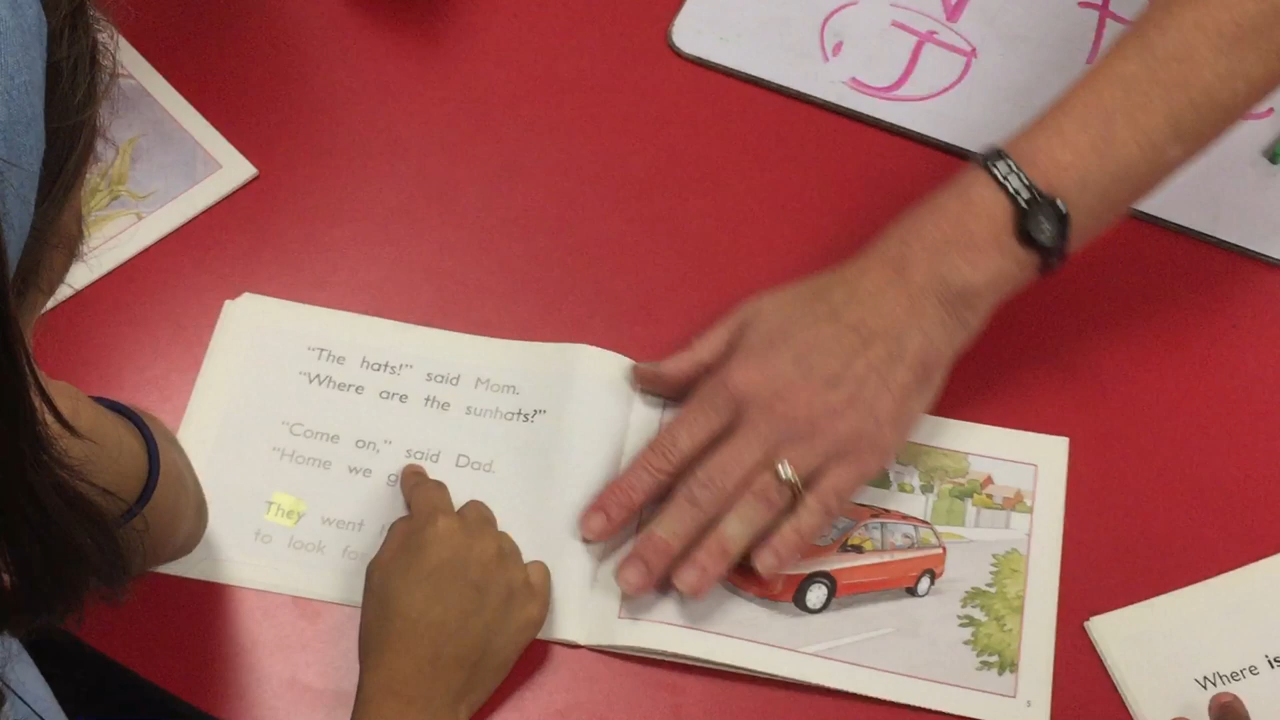 "The hats!" said Mom.
"Where are the sunhats?"
"Come on," said Dad.
"Home we
They went
to look
5
Where is
J